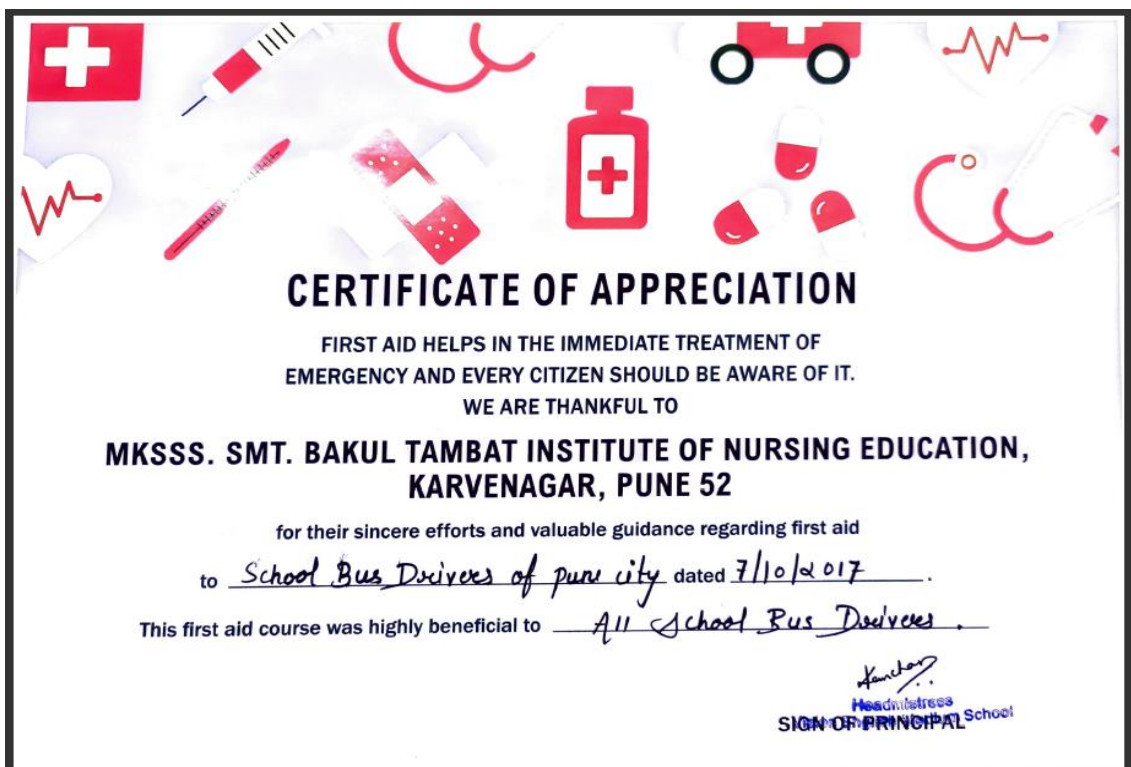 CERTIFICATE OF APPRECIATION
FIRST AID HELPS IN THE IMMEDIATE TREATMENT OF
EMERGENCY AND EVERY CITIZEN SHOULD BE AWARE OF IT.
WE ARE THANKFUL TO
MKSSS. SMT. BAKUL TAMBAT INSTITUTE OF NURSING EDUCATION,
KARVENAGAR, PUNE 52
for their sincere efforts and valuable guidance regarding first aid
to School Bus Drivers of pune city dated 7/10/2017.
This first aid course was highly beneficial to All School Bus Drivers.
Headmistress
School
SIGN OF PRINCIPAL